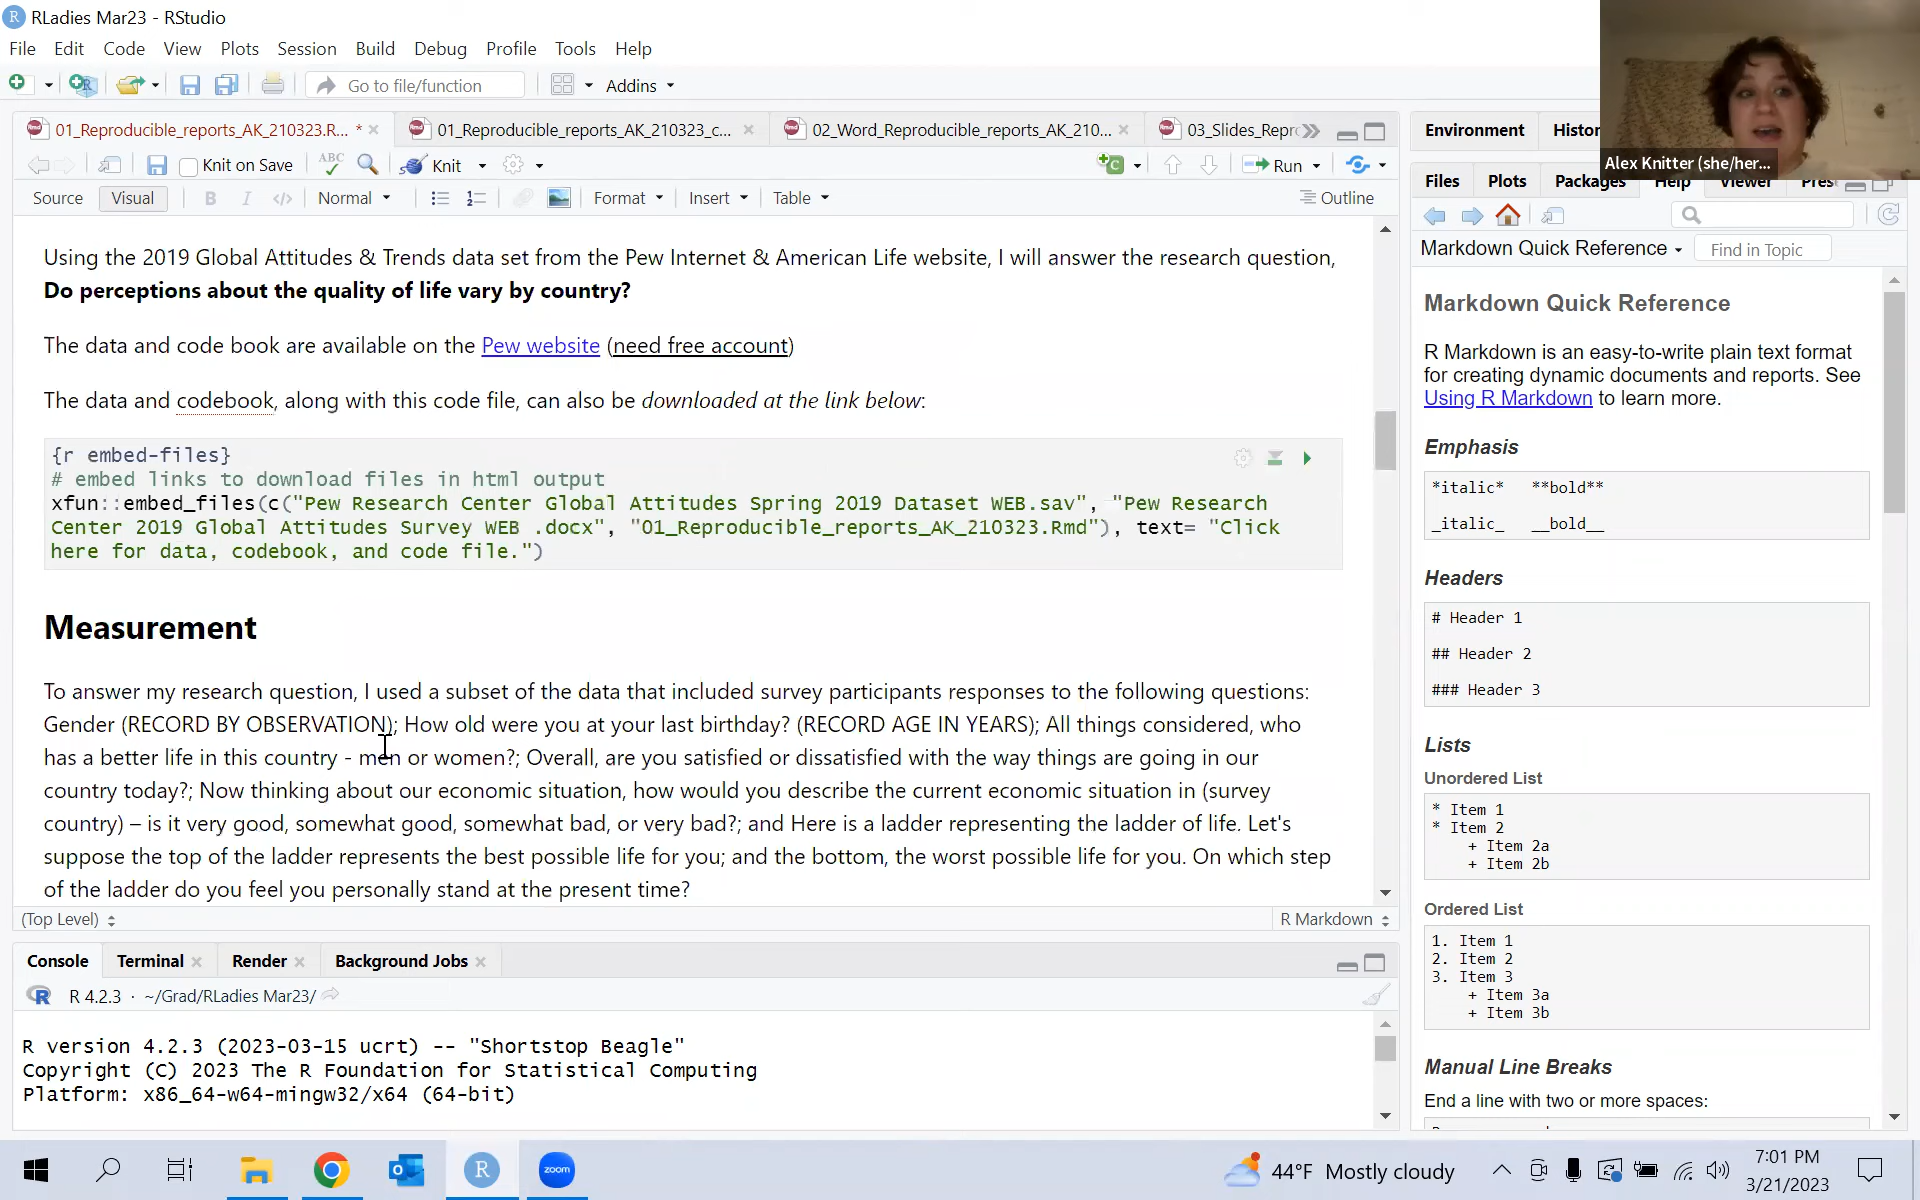 RLadies Mar23 - RStudio
File Edit Code View Plots Session Build Debug Profile Tools Help
Go to file/function Addins
01_Reproducible_reports_AK_210323.R... * 01_Reproducible_reports_AK_210323_c... 02_Word_Reproducible_reports_AK_210... 03_Slides_Repr
Knit on Save ABC Knit Run
Source Visual B I </> Normal Format Insert Table Outline
Using the 2019 Global Attitudes & Trends data set from the Pew Internet & American Life website, I will answer the research question,
Do perceptions about the quality of life vary by country?
The data and code book are available on the Pew website (need free account)
The data and codebook, along with this code file, can also be downloaded at the link below:
{r embed-files}
# embed links to download files in html output
xfun::embed_files(c("Pew Research Center Global Attitudes Spring 2019 Dataset WEB.sav", "Pew Research
Center 2019 Global Attitudes Survey WEB .docx", "01_Reproducible_reports_AK_210323.Rmd"), text= "Click
here for data, codebook, and code file.")
Measurement
To answer my research question, I used a subset of the data that included survey participants responses to the following questions:
Gender (RECORD BY OBSERVATION); How old were you at your last birthday? (RECORD AGE IN YEARS); All things considered, who
has a better life in this country - men or women?; Overall, are you satisfied or dissatisfied with the way things are going in our
country today?; Now thinking about our economic situation, how would you describe the current economic situation in (survey
country) – is it very good, somewhat good, somewhat bad, or very bad?; and Here is a ladder representing the ladder of life. Let's
suppose the top of the ladder represents the best possible life for you; and the bottom, the worst possible life for you. On which step
of the ladder do you feel you personally stand at the present time?
(Top Level) R Markdown
Console Terminal Render Background Jobs
R 4.2.3 · ~/Grad/RLadies Mar23/
R version 4.2.3 (2023-03-15 ucrt) -- "Shortstop Beagle"
Copyright (C) 2023 The R Foundation for Statistical Computing
Platform: x86_64-w64-mingw32/x64 (64-bit)
Environment Histor
Alex Knitter (she/her...
Files Plots Packages Help Viewer Pres
Markdown Quick Reference Find in Topic
Markdown Quick Reference
R Markdown is an easy-to-write plain text format
for creating dynamic documents and reports. See
Using R Markdown to learn more.
Emphasis
*italic* **bold**
_italic_ __bold__
Headers
# Header 1
## Header 2
### Header 3
Lists
Unordered List
* Item 1
* Item 2
+ Item 2a
+ Item 2b
Ordered List
1. Item 1
2. Item 2
3. Item 3
+ Item 3a
+ Item 3b
Manual Line Breaks
End a line with two or more spaces:
zoom
44°F Mostly cloudy
7:01 PM
3/21/2023